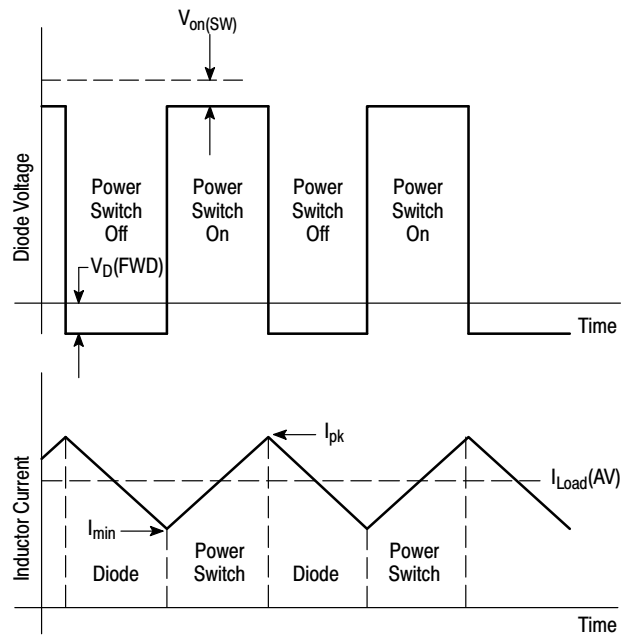 Von(SW)
Power
Switch
Off
Power
Switch
On
Power
Switch
Off
Power
Switch
On
VD(FWD)
Diode Voltage
Time
Ipk
ILoad(AV)
Imin
Inductor Current
Diode
Power
Switch
Diode
Power
Switch
Time